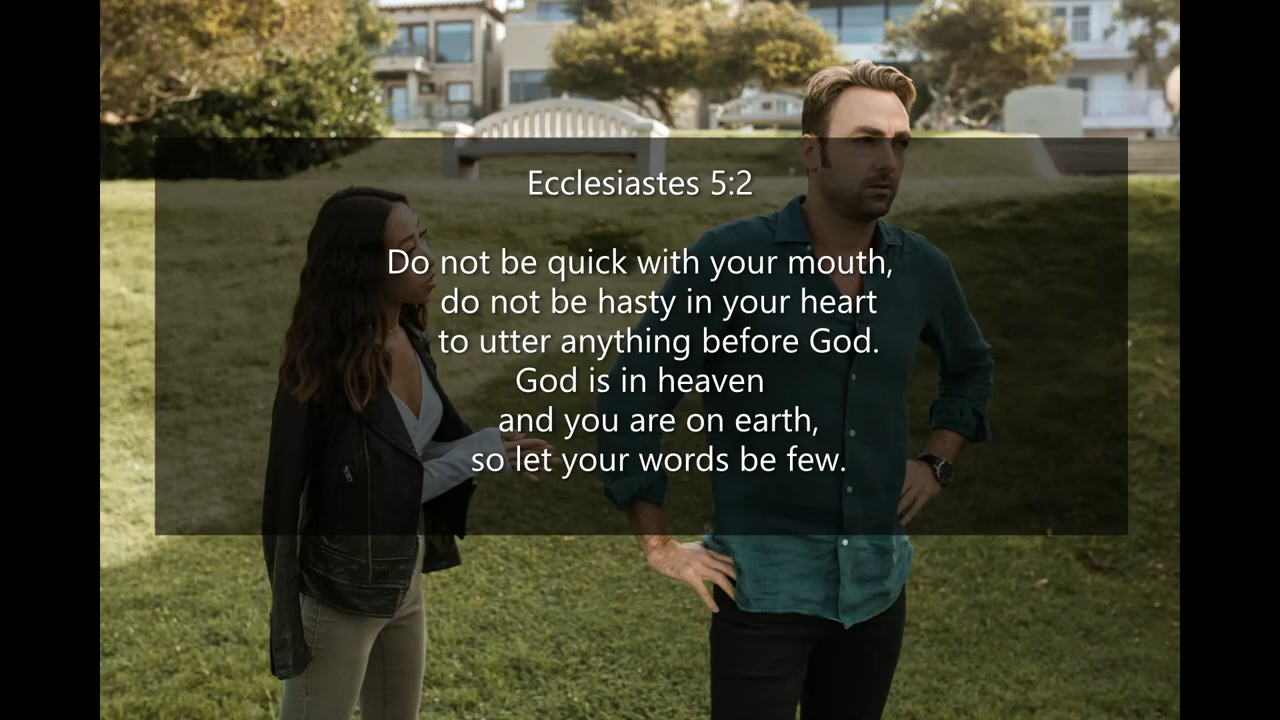 Ecclesiastes 5:2
Do not be quick with your mouth,
do not be hasty in your heart
to utter anything before God.
God is in heaven
and you are on earth,
so let your words be few.